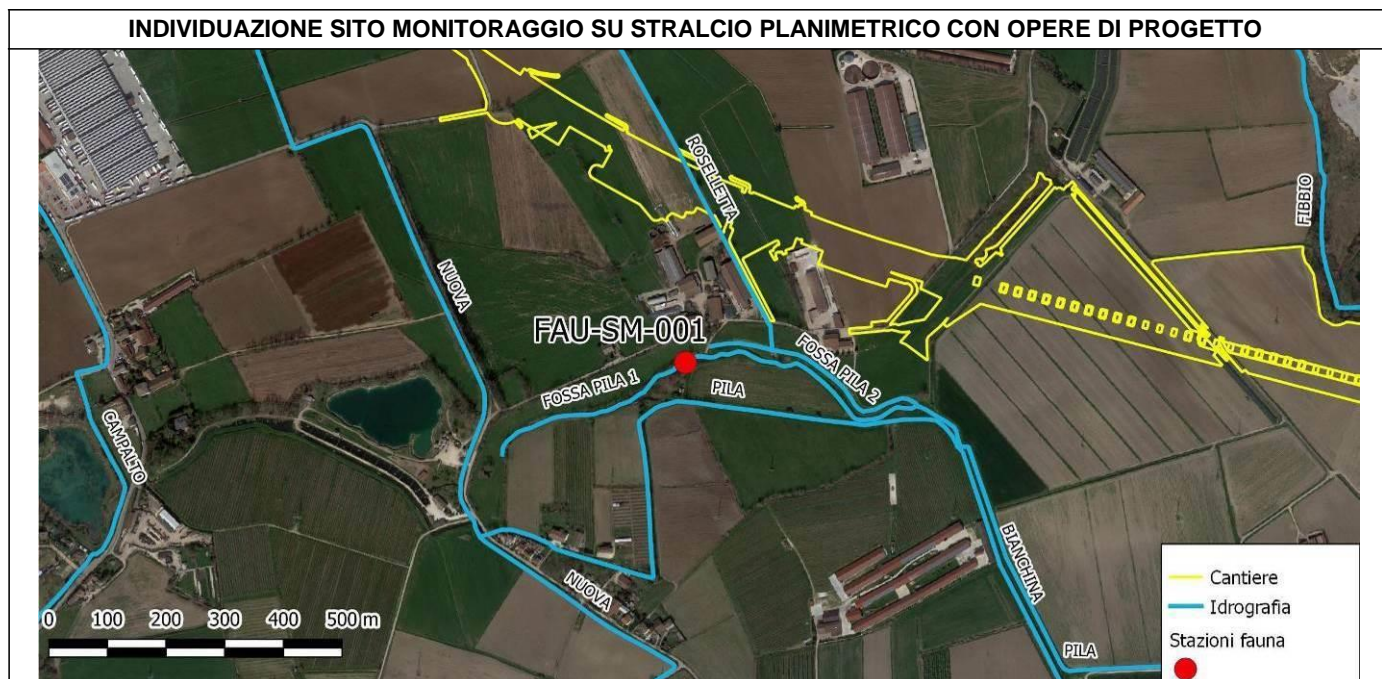 INDIVIDUAZIONE SITO MONITORAGGIO SU STRALCIO PLANIMETRICO CON OPERE DI PROGETTO
ROSELLETTA
FIBBIO
NUOVA
FAU-SM-001
FOSSA PILA 1
PILA
FOSSA PILA 2
CAMPALTO
BIANCHINA
NUOVA
PILA
0 100 200 300 400 500 m
Cantiere
Idrografia
Stazioni fauna